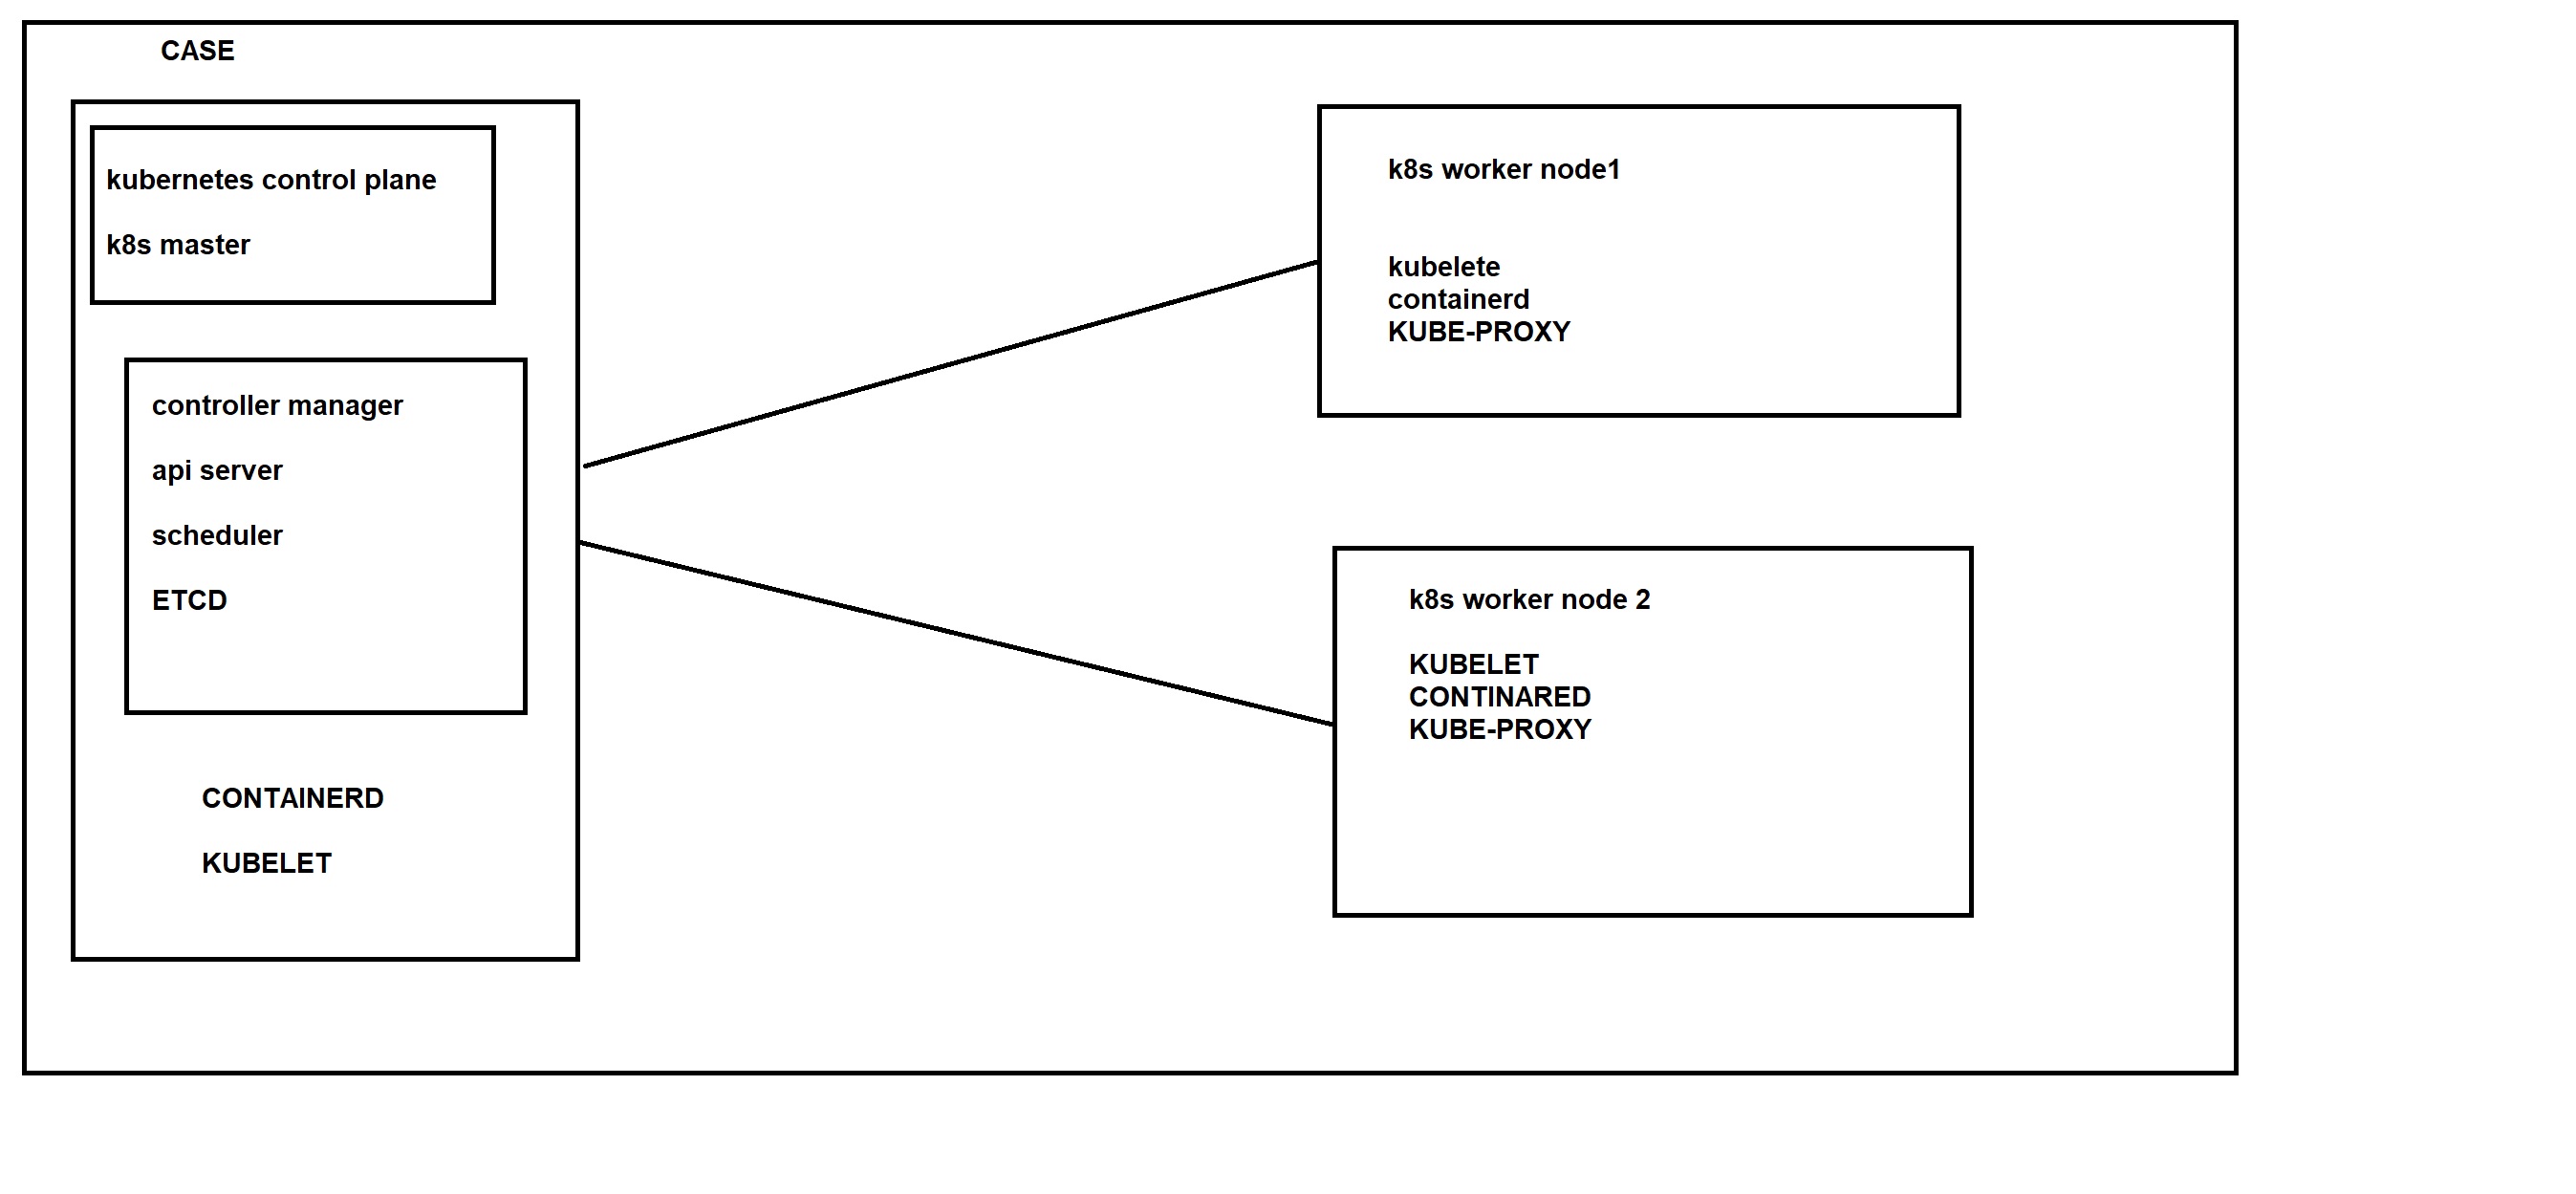 CASE
kubernetes control plane
k8s master
controller manager
api server
scheduler
ETCD
CONTAINERD
KUBELET
k8s worker node1
kubelete
containerd
KUBE-PROXY
k8s worker node 2
KUBELET
CONTINARED
KUBE-PROXY